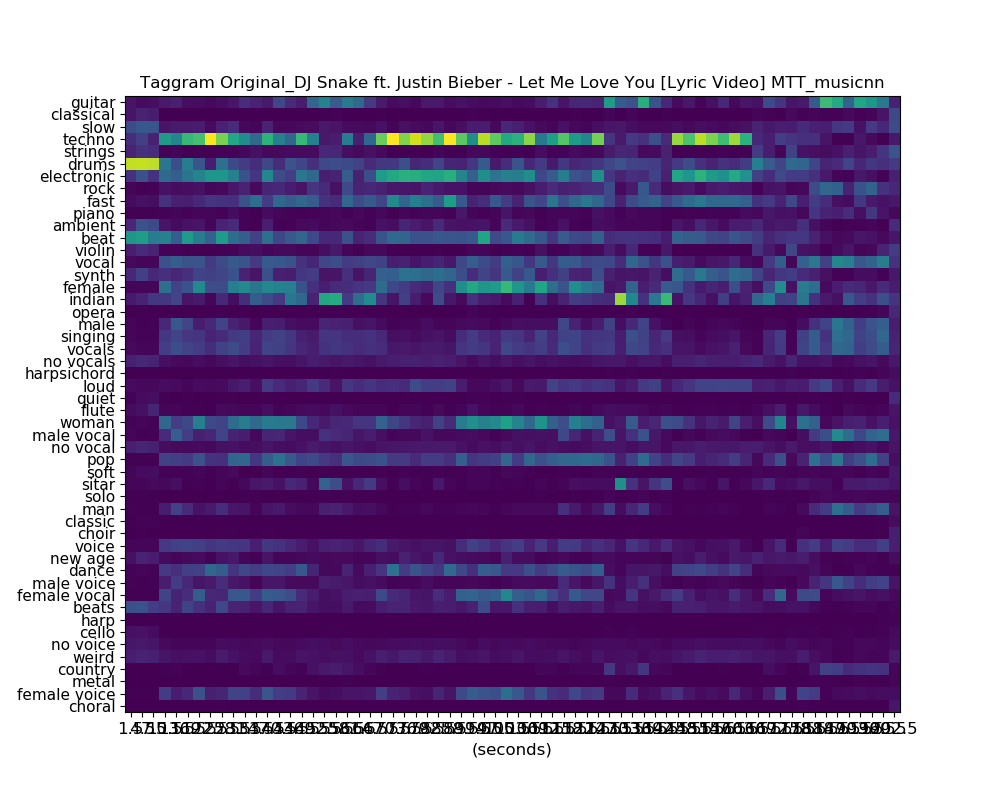 Taggram Original_DJ Snake ft. Justin Bieber - Let Me Love You [Lyric Video] MTT_musicnn
guitar
classical
slow
techno
strings
drums
electronic
rock
fast
piano
ambient
beat
violin
vocal
synth
female
indian
opera
male
singing
vocals
no vocals
harpsichord
loud
quiet
flute
woman
male vocal
no vocal
pop
soft
sitar
solo
man
classic
choir
voice
new age
dance
male voice
female vocal
beats
harp
cello
no voice
weird
country
metal
female voice
choral
(seconds)